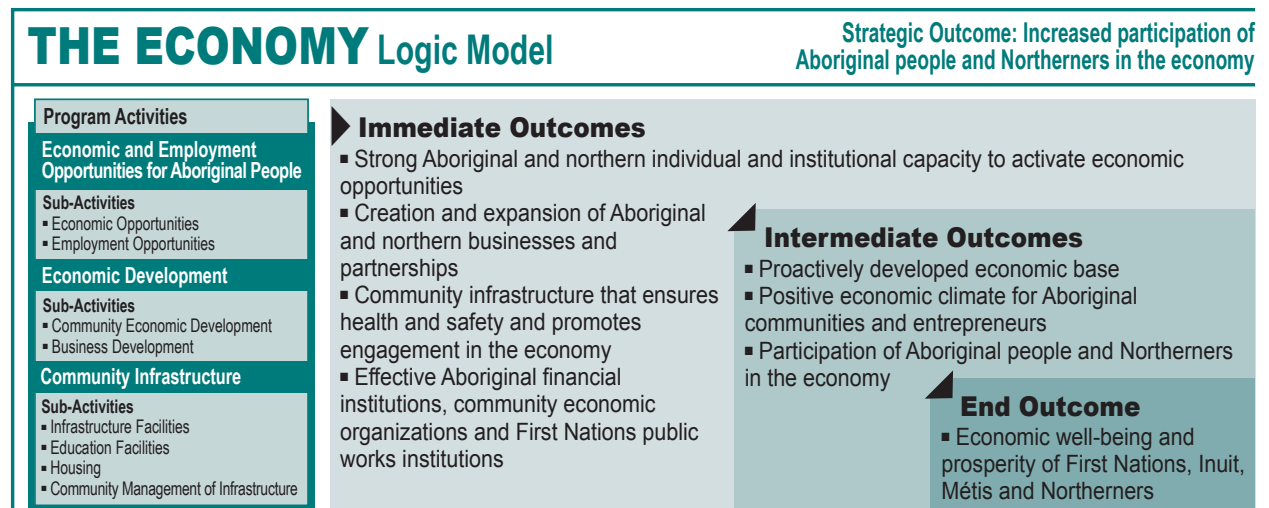 THE ECONOMY Logic Model
Strategic Outcome: Increased participation of
Aboriginal people and Northerners in the economy
Program Activities
Economic and Employment
Opportunities for Aboriginal People
Sub-Activities
▪ Economic Opportunities
▪ Employment Opportunities
Economic Development
Sub-Activities
▪ Community Economic Development
▪ Business Development
Community Infrastructure
Sub-Activities
▪ Infrastructure Facilities
▪ Education Facilities
▪ Housing
▪ Community Management of Infrastructure
Immediate Outcomes
▪ Strong Aboriginal and northern individual and institutional capacity to activate economic
opportunities
▪ Creation and expansion of Aboriginal
and northern businesses and
partnerships
▪ Community infrastructure that ensures
health and safety and promotes
engagement in the economy
▪ Effective Aboriginal financial
institutions, community economic
organizations and First Nations public
works institutions
Intermediate Outcomes
▪ Proactively developed economic base
▪ Positive economic climate for Aboriginal
communities and entrepreneurs
▪ Participation of Aboriginal people and Northerners
in the economy
End Outcome
▪ Economic well-being and
prosperity of First Nations, Inuit,
Métis and Northerners